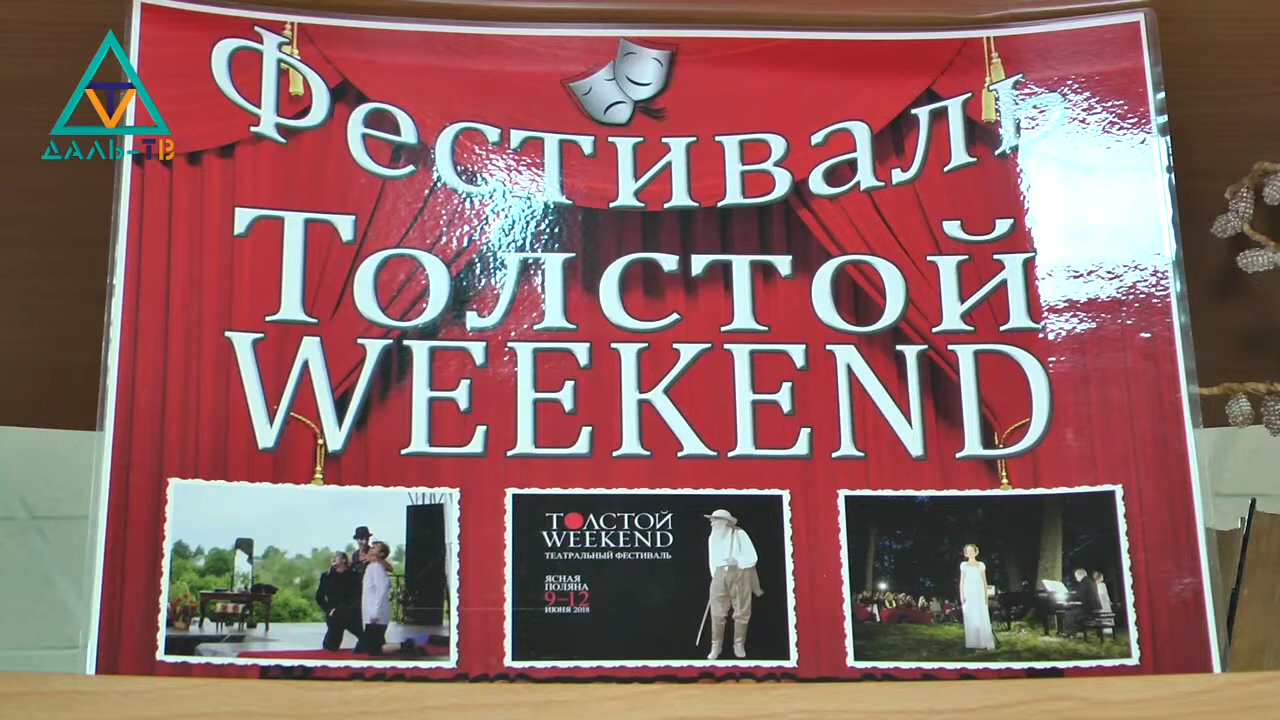 ДАЛЬ-ТВ
Фестиваль
Толстой
WEEKEND
ТОЛСТОЙ
WEEKEND
ТЕАТРАЛЬНЫЙ ФЕСТИВАЛЬ
ЯСНАЯ
ПОЛЯНА
9–12
ИЮНЯ 2018